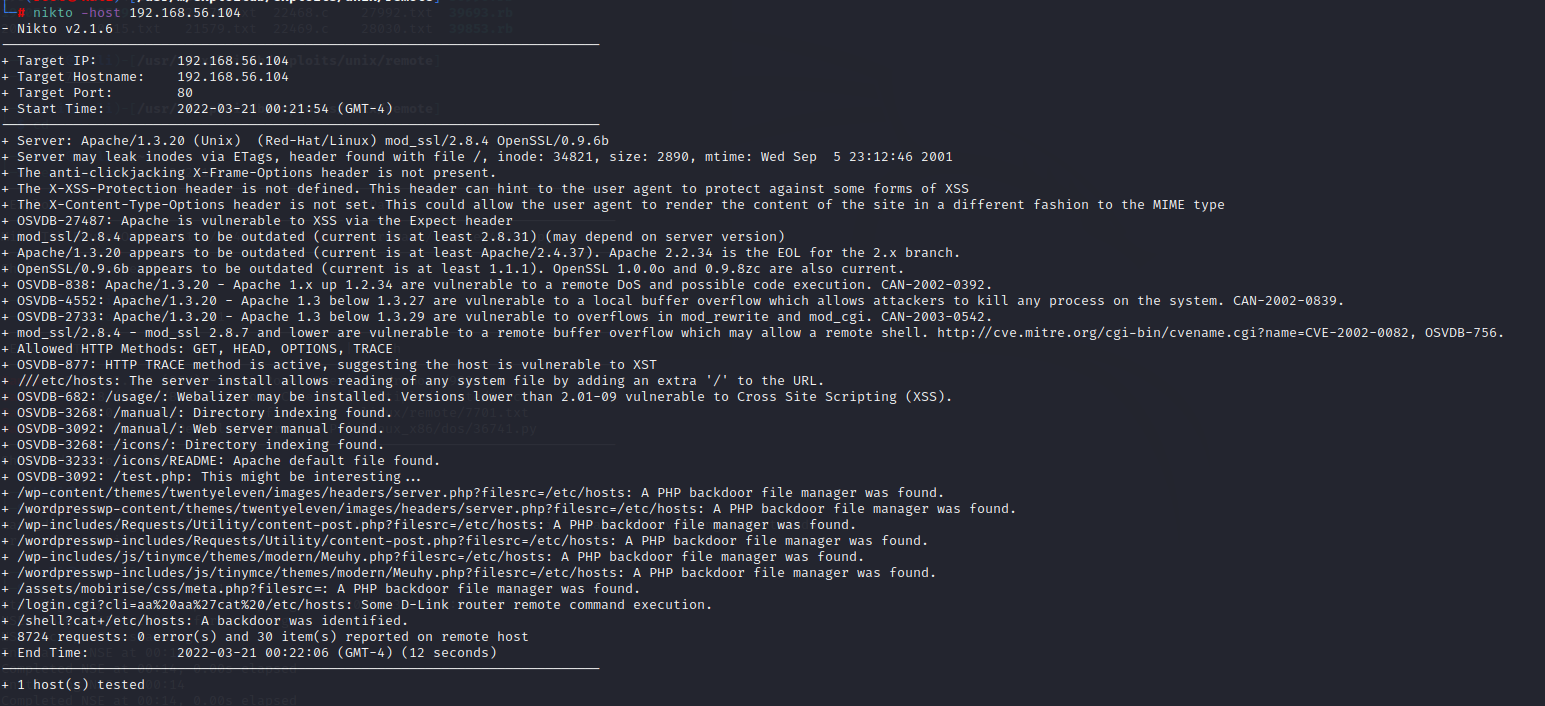 # nikto -host 192.168.56.104
- Nikto v2.1.6
+ Target IP: 192.168.56.104
+ Target Hostname: 192.168.56.104
+ Target Port: 80
+ Start Time: 2022-03-21 00:21:54 (GMT-4)
+ Server: Apache/1.3.20 (Unix)  (Red-Hat/Linux) mod_ssl/2.8.4 OpenSSL/0.9.6b
+ Server may leak inodes via ETags, header found with file /, inode: 34821, size: 2890, mtime: Wed Sep  5 23:12:46 2001
+ The anti-clickjacking X-Frame-Options header is not present.
+ The X-XSS-Protection header is not defined. This header can hint to the user agent to protect against some forms of XSS
+ The X-Content-Type-Options header is not set. This could allow the user agent to render the content of the site in a different fashion to the MIME type
+ OSVDB-27487: Apache is vulnerable to XSS via the Expect header
+ mod_ssl/2.8.4 appears to be outdated (current is at least 2.8.31) (may depend on server version)
+ Apache/1.3.20 appears to be outdated (current is at least Apache/2.4.37). Apache 2.2.34 is the EOL for the 2.x branch.
+ OpenSSL/0.9.6b appears to be outdated (current is at least 1.1.1). OpenSSL 1.0.0o and 0.9.8zc are also current.
+ OSVDB-838: Apache/1.3.20 - Apache 1.x up 1.2.34 are vulnerable to a remote DoS and possible code execution. CAN-2002-0392.
+ OSVDB-4552: Apache/1.3.20 - Apache 1.3 below 1.3.27 are vulnerable to a local buffer overflow which allows attackers to kill any process on the system. CAN-2002-0839.
+ OSVDB-2733: Apache/1.3.20 - Apache 1.3 below 1.3.29 are vulnerable to overflows in mod_rewrite and mod_cgi. CAN-2003-0542.
+ mod_ssl/2.8.4 - mod_ssl 2.8.7 and lower are vulnerable to a remote buffer overflow which may allow a remote shell. http://cve.mitre.org/cgi-bin/cvename.cgi?name=CVE-2002-0082, OSVDB-756.
+ Allowed HTTP Methods: GET, HEAD, OPTIONS, TRACE
+ OSVDB-877: HTTP TRACE method is active, suggesting the host is vulnerable to XST
+ ///etc/hosts: The server install allows reading of any system file by adding an extra '/' to the URL.
+ OSVDB-682: /usage/: Webalizer may be installed. Versions lower than 2.01-09 vulnerable to Cross Site Scripting (XSS).
+ OSVDB-3268: /manual/: Directory indexing found.
+ OSVDB-3092: /manual/: Web server manual found.
+ OSVDB-3268: /icons/: Directory indexing found.
+ OSVDB-3233: /icons/README: Apache default file found.
+ OSVDB-3092: /test.php: This might be interesting...
+ /wp-content/themes/twentyeleven/images/headers/server.php?filesrc=/etc/hosts: A PHP backdoor file manager was found.
+ /wordpresswp-content/themes/twentyeleven/images/headers/server.php?filesrc=/etc/hosts: A PHP backdoor file manager was found.
+ /wp-includes/Requests/Utility/content-post.php?filesrc=/etc/hosts: A PHP backdoor file manager was found.
+ /wordpresswp-includes/Requests/Utility/content-post.php?filesrc=/etc/hosts: A PHP backdoor file manager was found.
+ /wp-includes/js/tinymce/themes/modern/Meuhy.php?filesrc=/etc/hosts: A PHP backdoor file manager was found.
+ /wordpresswp-includes/js/tinymce/themes/modern/Meuhy.php?filesrc=/etc/hosts: A PHP backdoor file manager was found.
+ /assets/mobirise/css/meta.php?filesrc=: A PHP backdoor file manager was found.
+ /login.cgi?cli=aa%20aa%27cat%20/etc/hosts: Some D-Link router remote command execution.
+ /shell?cat+/etc/hosts: A backdoor was identified.
+ 8724 requests: 0 error(s) and 30 item(s) reported on remote host
+ End Time: 2022-03-21 00:22:06 (GMT-4) (12 seconds)
+ 1 host(s) tested